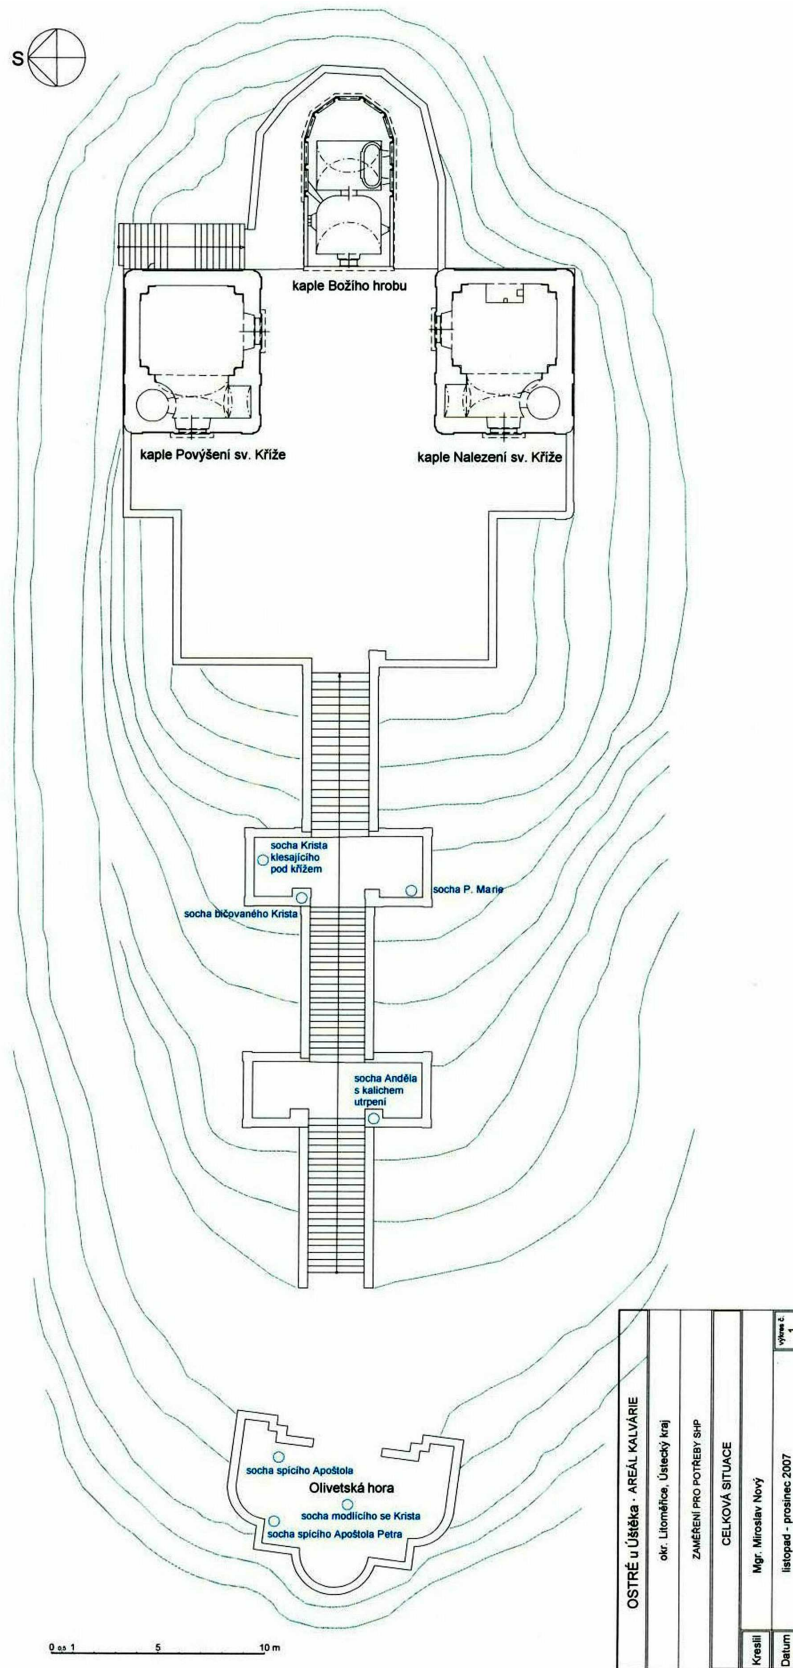 S
kaple Božího hrobu
kaple Povýšení sv. Kříže
kaple Nalezení sv. Kříže
socha Krista
klesajícího
pod křížem
socha P. Marie
socha bičovaného Krista
socha Anděla
s kalichem
utrpení
socha spícího Apoštola
Olivetská hora
socha modlícího se Krista
socha spícího Apoštola Petra
0 0,5 1 5 10 m
OSTRÉ u Úštěka - AREÁL KALVÁRIE
okr. Litoměřice, Ústecký kraj
ZAMĚŘENÍ PRO POTŘEBY SHP
CELKOVÁ SITUACE
Kreslil Mgr. Miroslav Nový
Datum listopad - prosinec 2007
výkres č.
1